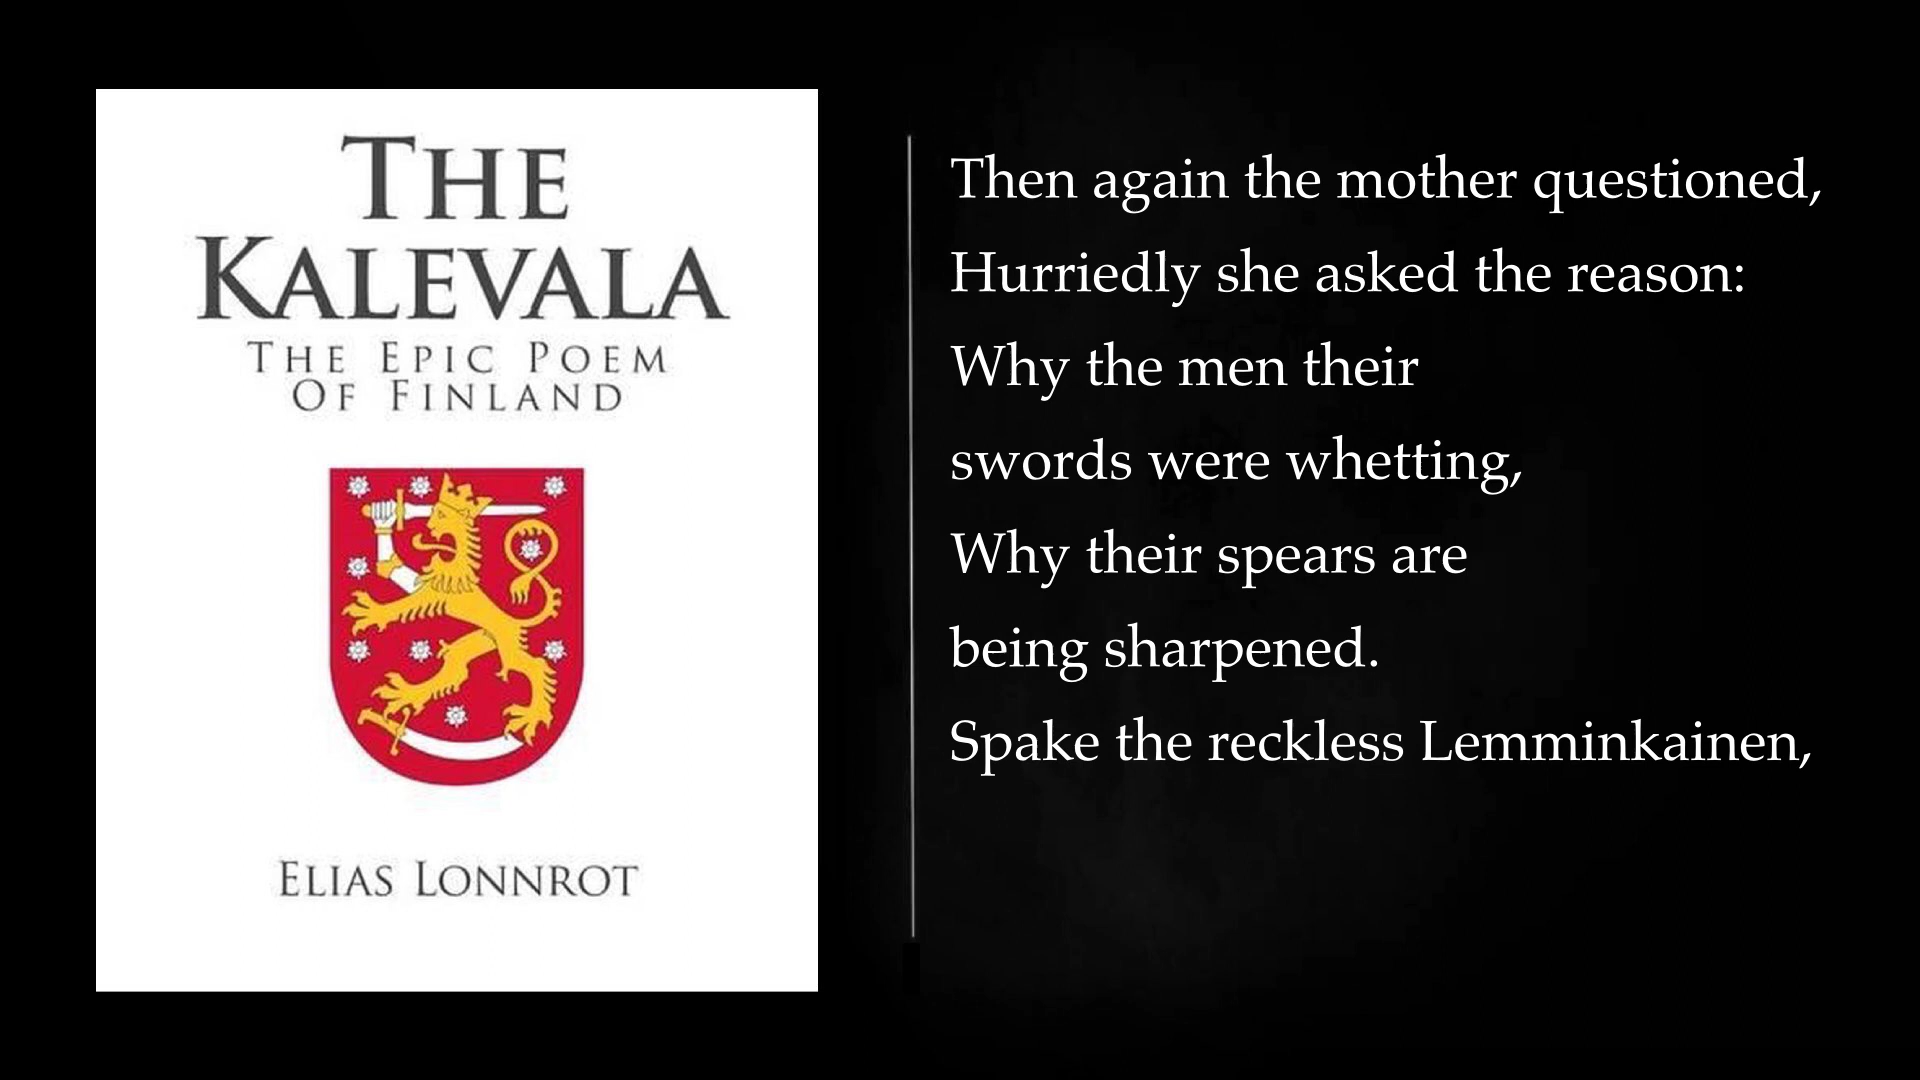 THE
KALEVALA
THE EPIC POEM
OF FINLAND
ELIAS LONNROT
Then again the mother questioned,
Hurriedly she asked the reason:
Why the men their
swords were whetting,
Why their spears are
being sharpened.
Spake the reckless Lemminkainen,